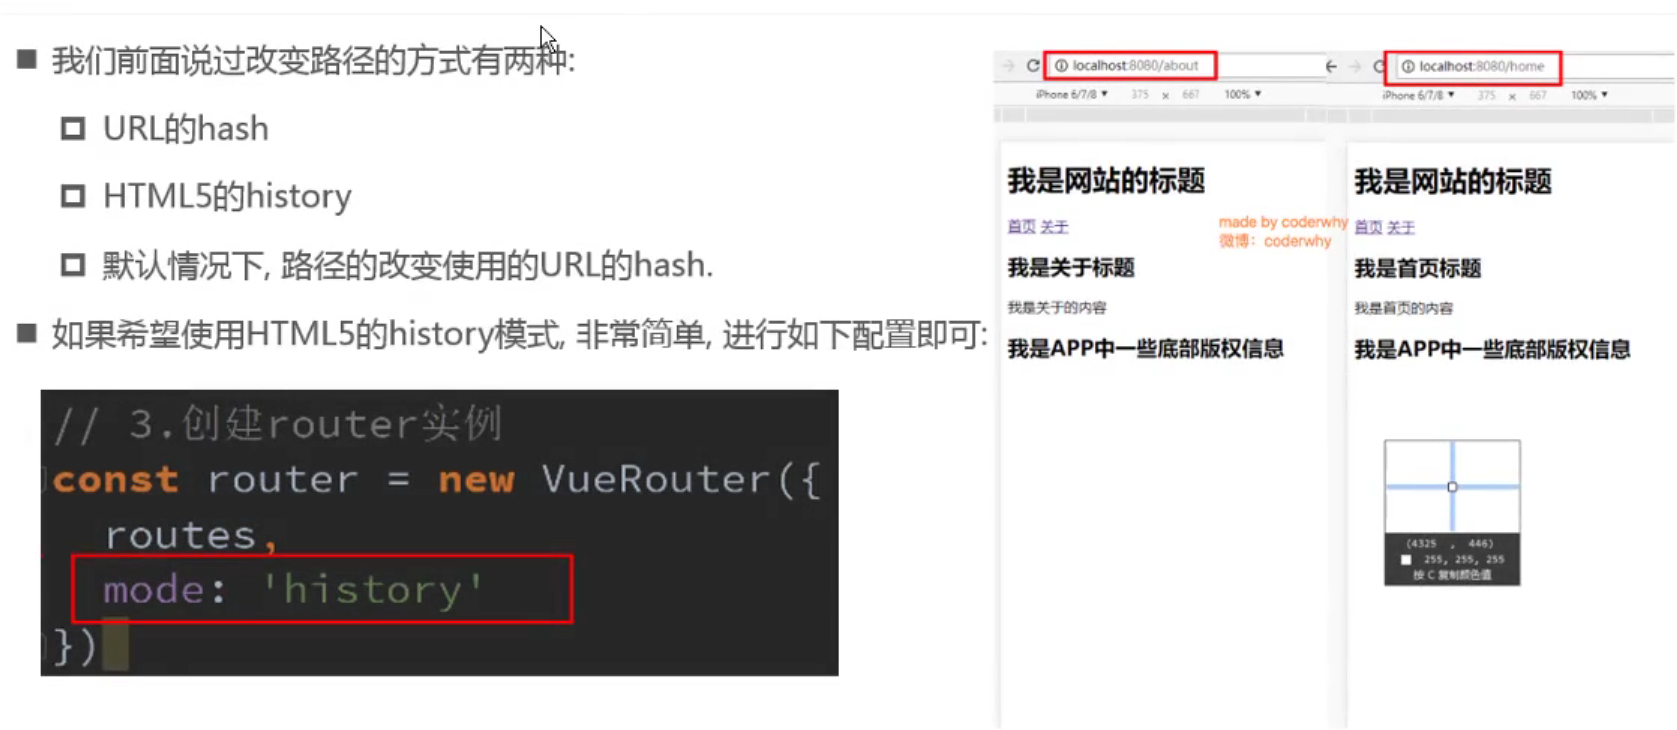 我们前面说过改变路径的方式有两种:
URL的hash
HTML5的history
默认情况下, 路径的改变使用的URL的hash.
如果希望使用HTML5的history模式, 非常简单, 进行如下配置即可:
// 3.创建router实例
const router = new VueRouter({
routes,
mode: 'history'
})
localhost:8080/about
iPhone 6/7/8 ▼ 375 x 667 100% ▼
我是网站的标题
首页 关于
made by coderwhy
微博：coderwhy
我是关于标题
我是关于的内容
我是APP中一些底部版权信息
localhost:8080/home
iPhone 6/7/8 ▼ 375 x 667 100% ▼
我是网站的标题
首页 关于
我是首页标题
我是首页的内容
我是APP中一些底部版权信息
(4325 , 446)
255, 255, 255
按 C 复制颜色值